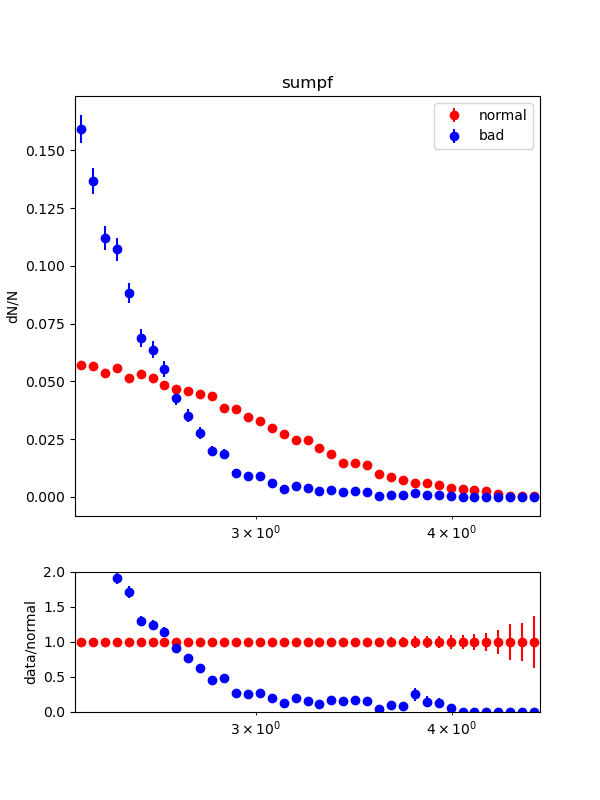 sumpf
normal
bad
dN/N
0.150
0.125
0.100
0.075
0.050
0.025
0.000
3 × 10⁰
4 × 10⁰
data/normal
2.0
1.5
1.0
0.5
0.0
3 × 10⁰
4 × 10⁰